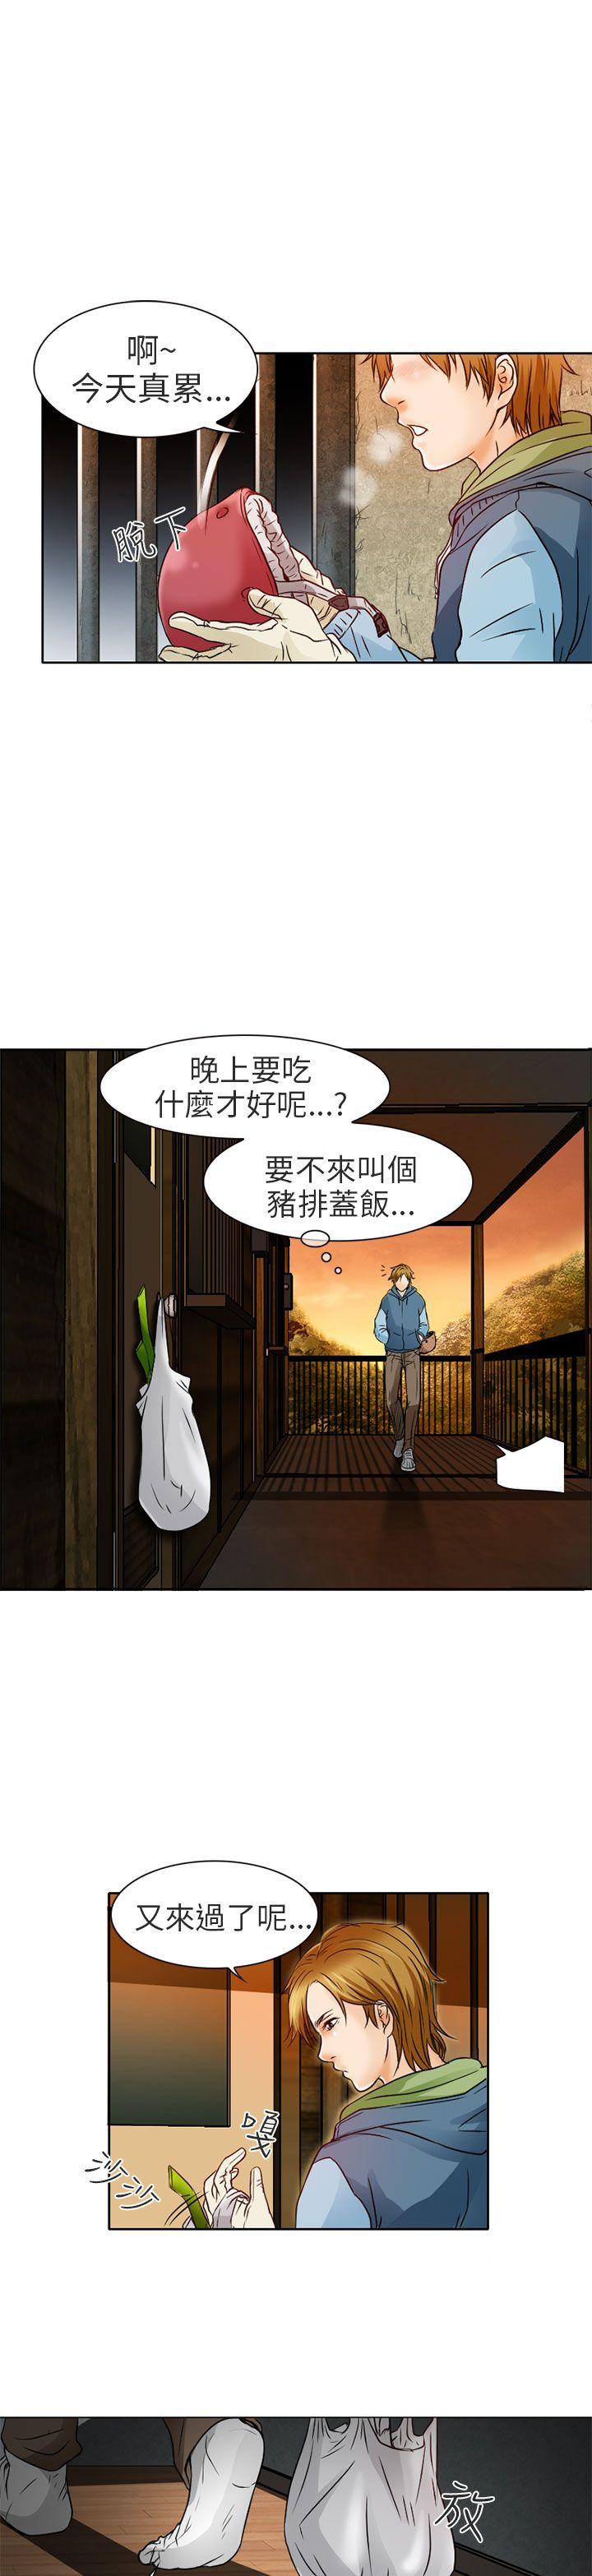 啊~
今天真累...
脫下
晚上要吃
什麼才好呢...?
要不來叫個
豬排蓋飯...
又來過了呢...
嘎
沙沙
放